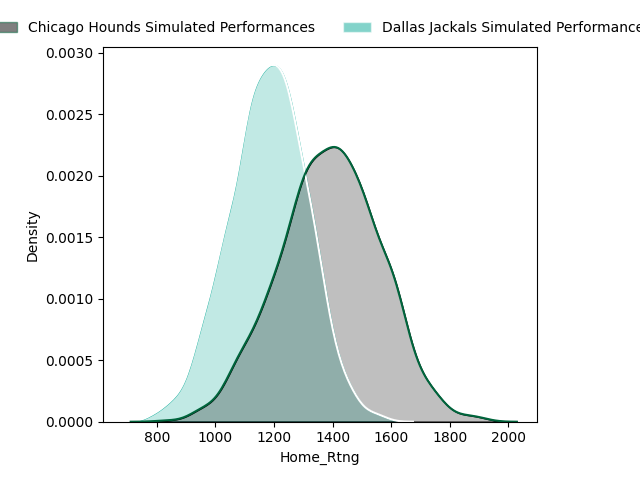 Chicago Hounds Simulated Performances Dallas Jackals Simulated Performance
0.0030
0.0025
0.0020
0.0015
0.0010
0.0005
0.0000
Density
800 1000 1200 1400 1600 1800 2000
Home_Rtng